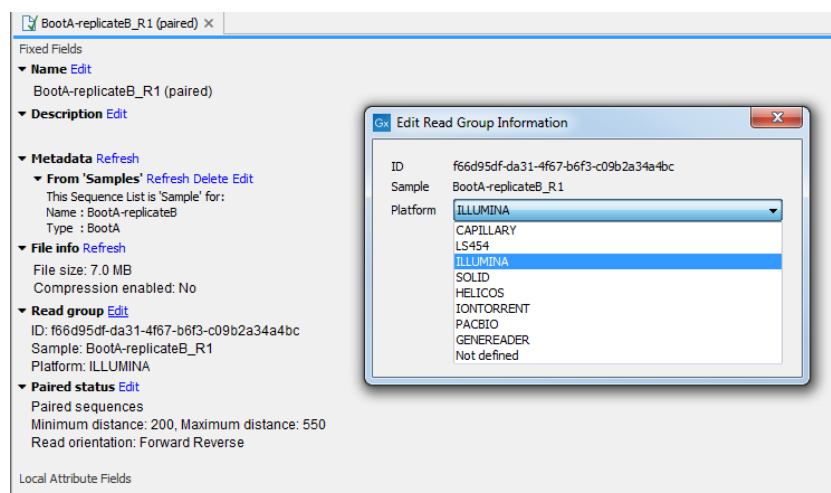 BootA-replicateB_R1 (paired)
Fixed Fields
Name Edit
BootA-replicateB_R1 (paired)
Description Edit
Metadata Refresh
From 'Samples' Refresh Delete Edit
This Sequence List is 'Sample' for:
Name : BootA-replicateB
Type : BootA
File info Refresh
File size: 7.0 MB
Compression enabled: No
Read group Edit
ID: f66d95df-da31-4f67-b6f3-c09b2a34a4bc
Sample: BootA-replicateB_R1
Platform: ILLUMINA
Paired status Edit
Paired sequences
Minimum distance: 200, Maximum distance: 550
Read orientation: Forward Reverse
Local Attribute Fields
Gx Edit Read Group Information
ID f66d95df-da31-4f67-b6f3-c09b2a34a4bc
Sample BootA-replicateB_R1
Platform ILLUMINA
CAPILLARY
LS454
ILLUMINA
SOLID
HELICOS
IONTORRENT
PACBIO
GENEREADER
Not defined